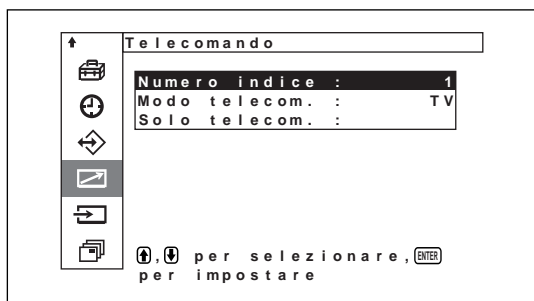 Telecomando
Numero indice : 1
Modo telecom. : TV
Solo telecom. :
, per selezionare, ENTER
per impostare